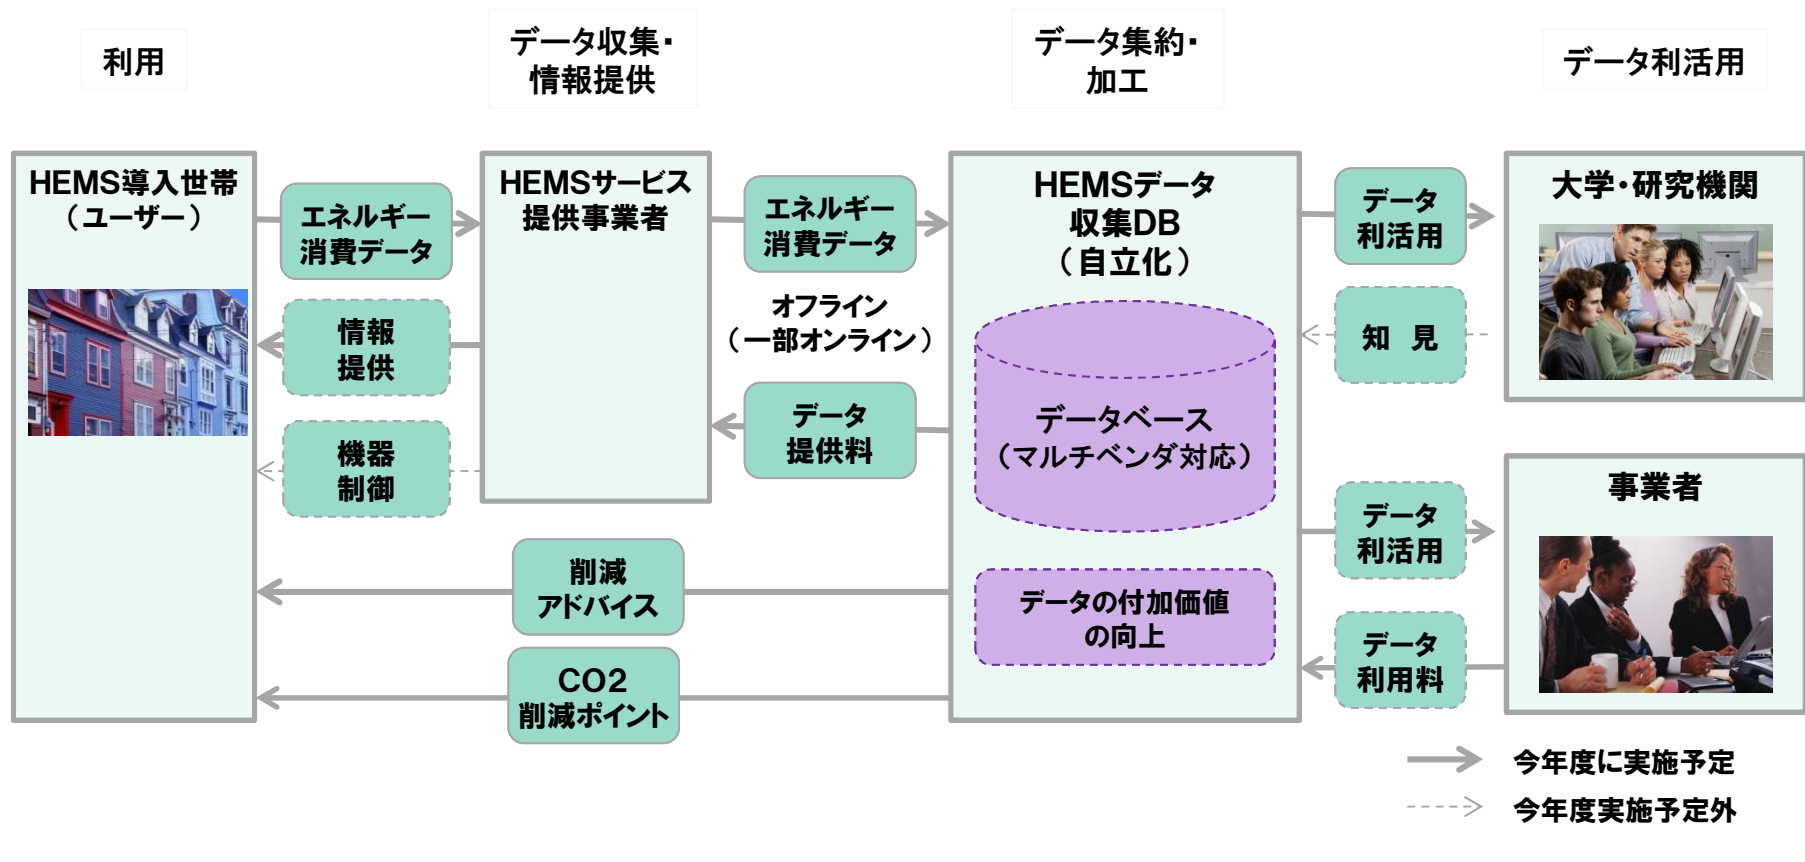 利用
データ収集・
情報提供
データ集約・
加工
データ利活用
HEMS導入世帯
（ユーザー）
エネルギー
消費データ
情報
提供
機器
制御
HEMSサービス
提供事業者
エネルギー
消費データ
オフライン
（一部オンライン）
データ
提供料
削減
アドバイス
CO2
削減ポイント
HEMSデータ
収集DB
（自立化）
データベース
（マルチベンダ対応）
データの付加価値
の向上
データ
利活用
知 見
データ
利活用
データ
利用料
大学・研究機関
事業者
今年度に実施予定
今年度実施予定外